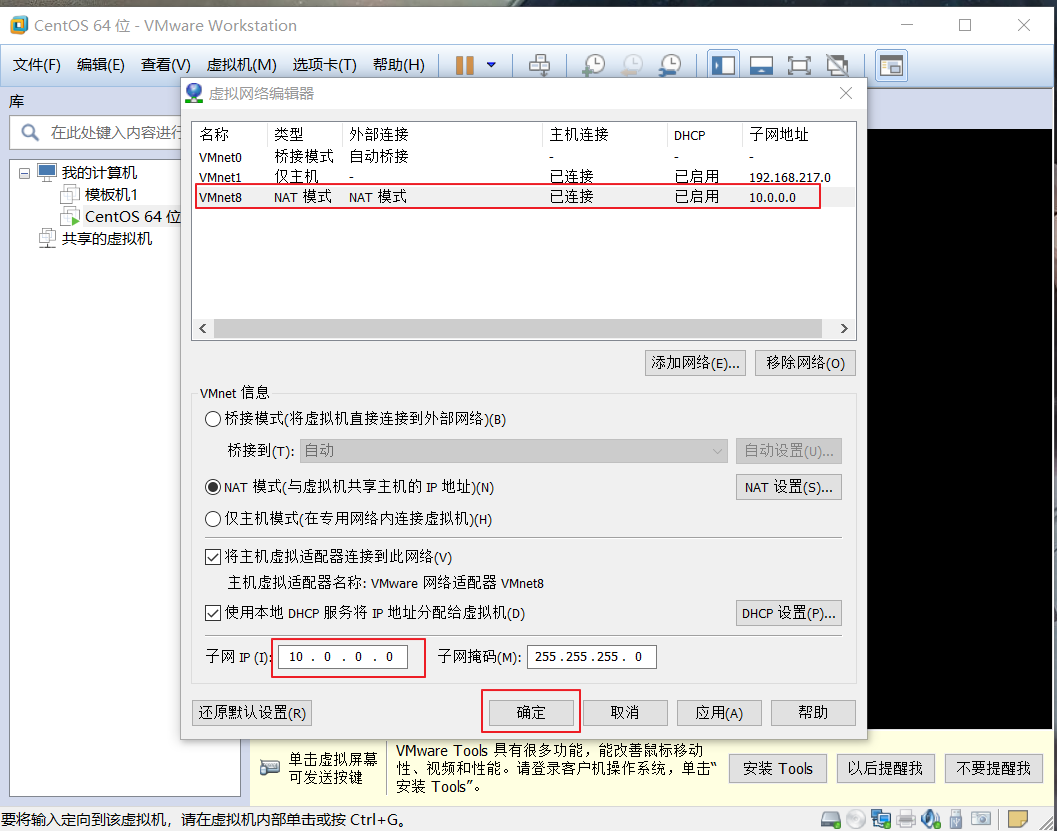 CentOS 64 位 - VMware Workstation
文件(F) 编辑(E) 查看(V) 虚拟机(M) 选项卡(T) 帮助(H)
库
在此处键入内容进行
我的计算机
模板机1
CentOS 64 位
共享的虚拟机
虚拟网络编辑器
名称 类型 外部连接 主机连接 DHCP 子网地址
VMnet0 桥接模式 自动桥接 - - -
VMnet1 仅主机 - 已连接 已启用 192.168.217.0
VMnet8 NAT 模式 NAT 模式 已连接 已启用 10.0.0.0
添加网络(E)... 移除网络(O)
VMnet 信息
桥接模式(将虚拟机直接连接到外部网络)(B)
桥接到(T): 自动 自动设置(U)...
NAT 模式(与虚拟机共享主机的 IP 地址)(N) NAT 设置(S)...
仅主机模式(在专用网络内连接虚拟机)(H)
将主机虚拟适配器连接到此网络(V)
主机虚拟适配器名称: VMware 网络适配器 VMnet8
使用本地 DHCP 服务将 IP 地址分配给虚拟机(D) DHCP 设置(P)...
子网 IP (I): 10 . 0 . 0 . 0 子网掩码(M): 255.255.255. 0
还原默认设置(R) 确定 取消 应用(A) 帮助
单击虚拟屏幕
可发送按键
VMware Tools 具有很多功能，能改善鼠标移动
性、视频和性能。请登录客户机操作系统，单击“
安装 Tools”。
安装 Tools 以后提醒我 不要提醒我
要将输入定向到该虚拟机，请在虚拟机内部单击或按 Ctrl+G。